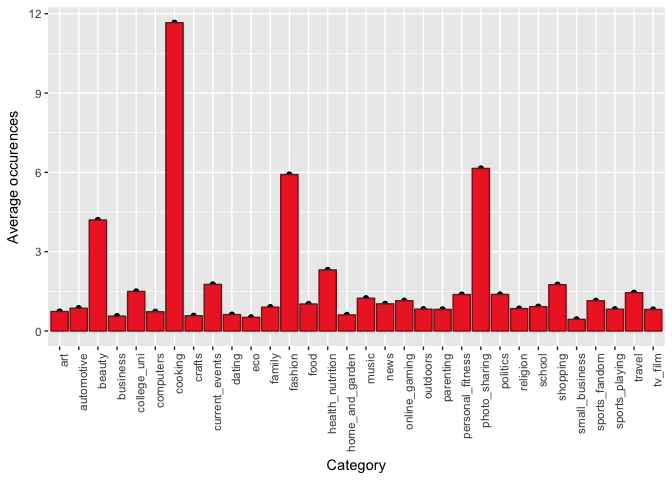 12
9
6
3
0
Average occurences
art
automotive
beauty
business
college_uni
computers
cooking
crafts
current_events
dating
eco
family
fashion
food
health_nutrition
home_and_garden
music
news
online_gaming
outdoors
parenting
personal_fitness
photo_sharing
politics
religion
school
shopping
small_business
sports_fandom
sports_playing
travel
tv_film
Category